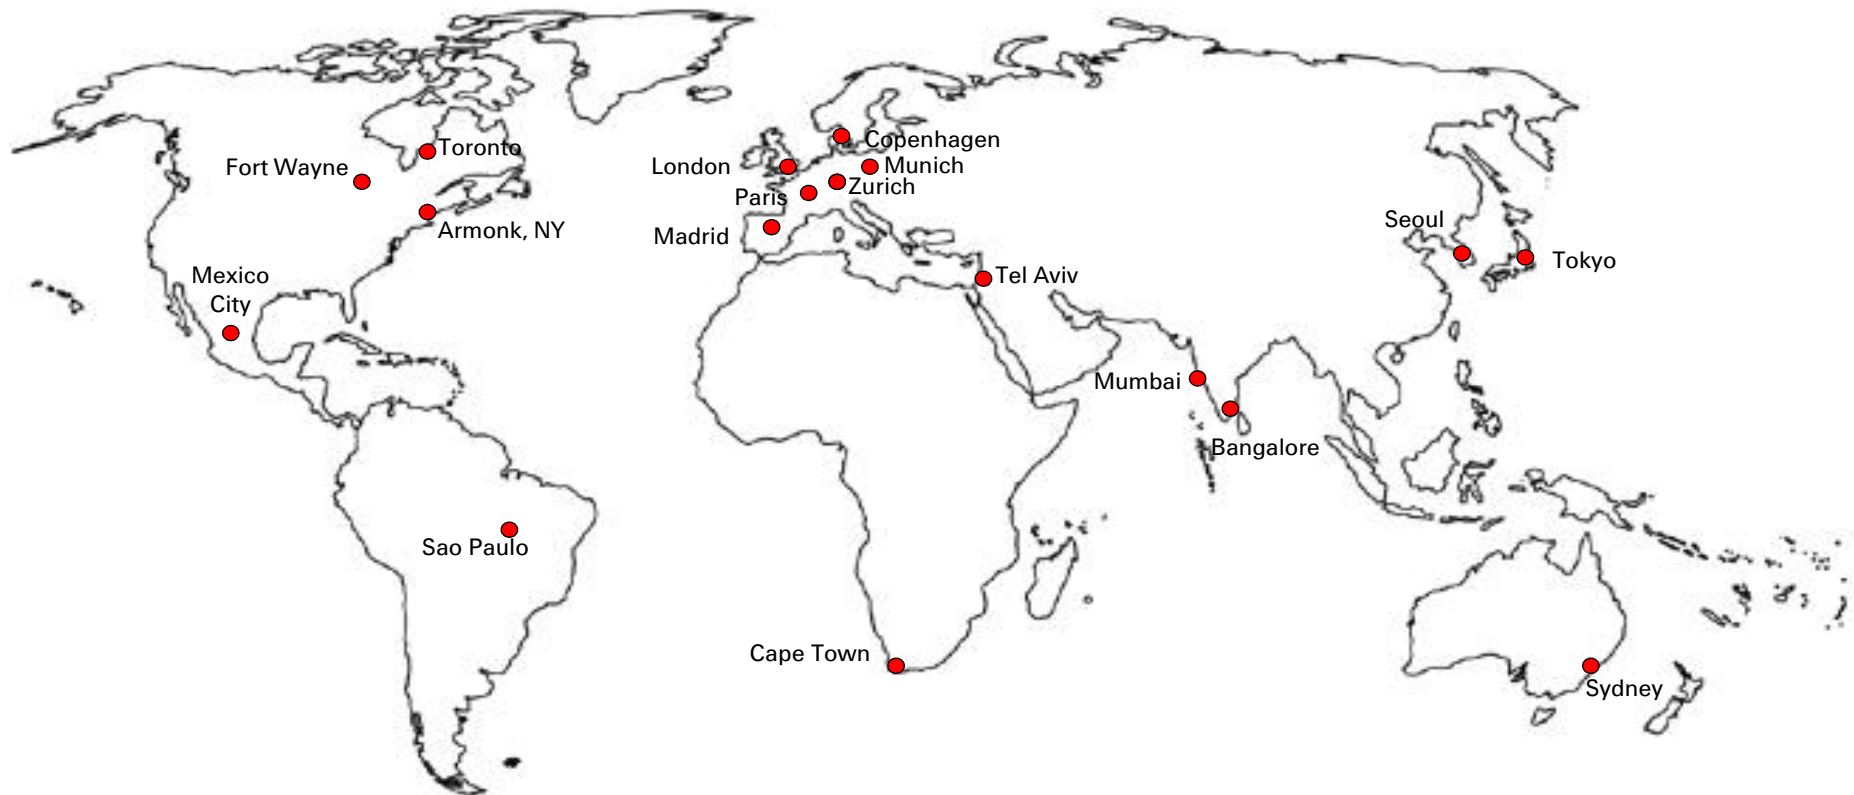 Toronto
Copenhagen
Fort Wayne
London
Munich
Paris
Zurich
Armonk, NY
Madrid
Seoul
Tokyo
Mexico
City
Tel Aviv
Mumbai
Bangalore
Sao Paulo
Cape Town
Sydney